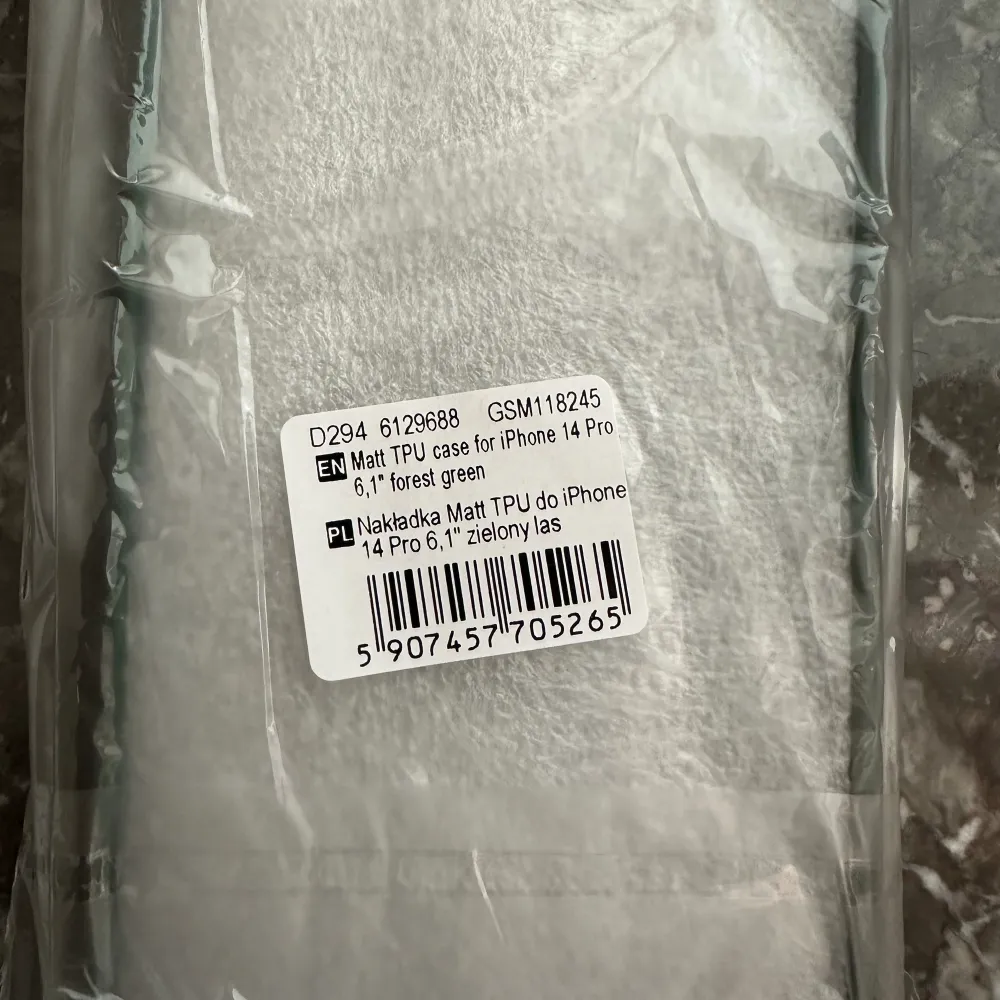 D294 6129688 GSM118245
EN Matt TPU case for iPhone 14 Pro
6,1" forest green
PL Nakładka Matt TPU do iPhone
14 Pro 6,1" zielony las
5 907457 705265